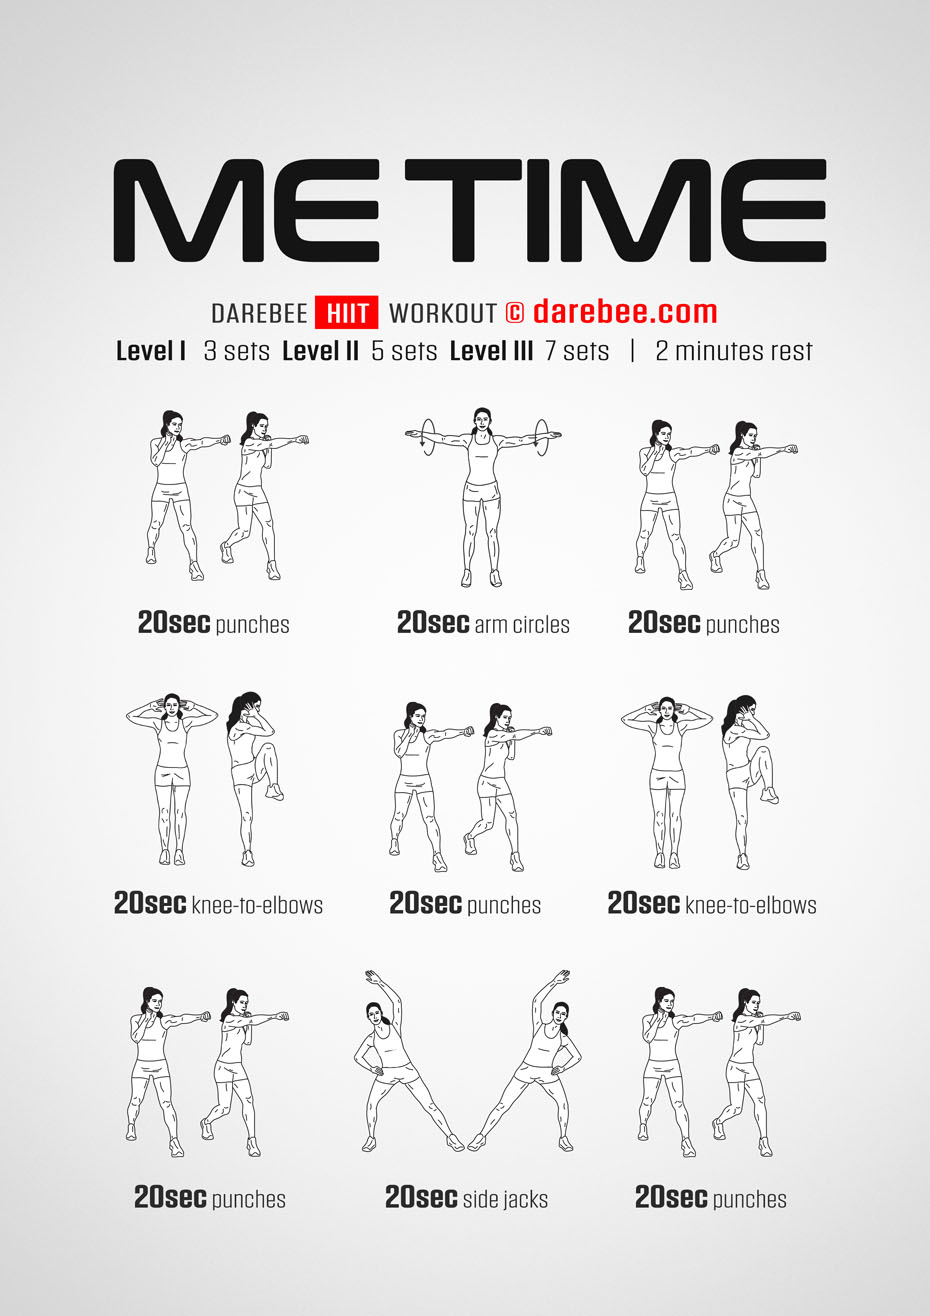 ME TIME
DAREBEE HIIT WORKOUT © darebee.com
Level I 3 sets Level II 5 sets Level III 7 sets | 2 minutes rest
20sec punches 20sec arm circles 20sec punches
20sec knee-to-elbows 20sec punches 20sec knee-to-elbows
20sec punches 20sec side jacks 20sec punches